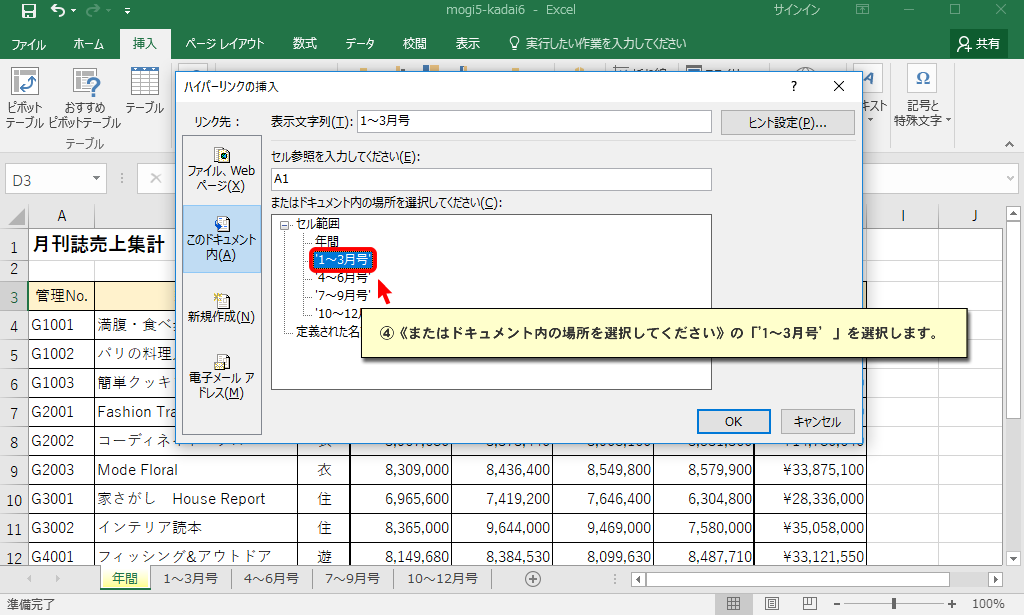 mogi5-kadai6 - Excel
サインイン
ファイル
ホーム
挿入
ページ レイアウト
数式
データ
校閲
表示
実行したい作業を入力してください
共有
ピボット
テーブル
おすすめ
ピボットテーブル
テーブル
テーブル
記号と
特殊文字
ハイパーリンクの挿入
?
リンク先：
表示文字列(T):
1～3月号
ヒント設定(P)...
ファイル、Web
ページ(X)
このドキュメント
内(A)
新規作成(N)
電子メール ア
ドレス(M)
セル参照を入力してください(E):
A1
またはドキュメント内の場所を選択してください(C):
セル範囲
年間
'1～3月号'
'4～6月号'
'7～9月号'
'10～12
定義された名
④《またはドキュメント内の場所を選択してください》の「'1～3月号'」を選択します。
OK
キャンセル
D3
A
I
J
1 月刊誌売上集計
2
3 管理No.
4 G1001 満腹・食べ
5 G1002 パリの料理
6 G1003 簡単クッキ
7 G2001 Fashion Tra
8 G2002 コーディネ
9 G2003 Mode Floral 衣 8,309,000 8,436,400 8,549,800 8,579,900 ¥33,875,100
10 G3001 家さがし　House Report 住 6,965,600 7,419,200 7,646,400 6,304,800 ¥28,336,000
11 G3002 インテリア読本 住 8,365,000 9,644,000 9,469,000 7,580,000 ¥35,058,000
12 G4001 フィッシング&アウトドア 遊 8,149,680 8,384,530 8,099,630 8,487,710 ¥33,121,550
年間
1～3月号
4～6月号
7～9月号
10～12月号
準備完了
100%